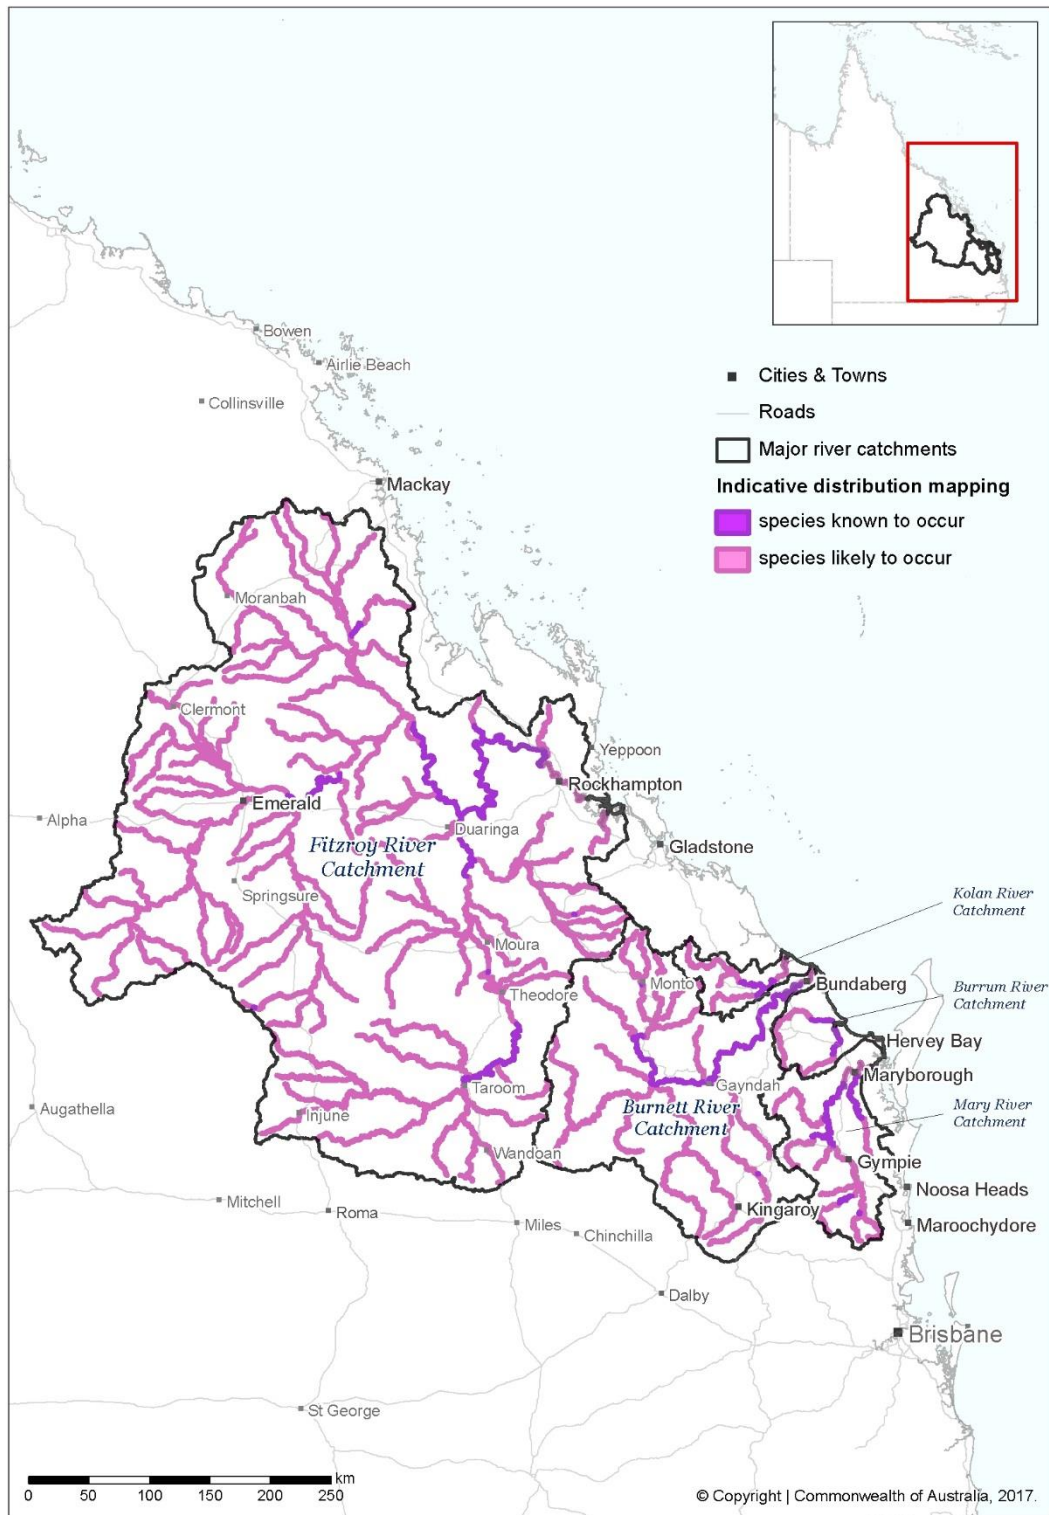 Bowen
Airlie Beach
Collinsville
Cities & Towns
Roads
Major river catchments
Indicative distribution mapping
species known to occur
species likely to occur
Mackay
Moranbah
Clermont
Yeppoon
Rockhampton
Emerald
Alpha
Duaringa
Fitzroy River
Catchment
Gladstone
Springsure
Kolan River
Catchment
Moura
Monto
Bundaberg
Theodore
Burrum River
Catchment
Hervey Bay
Maryborough
Taroom
Gayndah
Augathella
Injune
Burnett River
Catchment
Mary River
Catchment
Wandoan
Gympie
Noosa Heads
Mitchell
Roma
Kingaroy
Miles
Maroochydore
Chinchilla
Dalby
Brisbane
St George
km
0 50 100 150 200 250
© Copyright | Commonwealth of Australia, 2017.